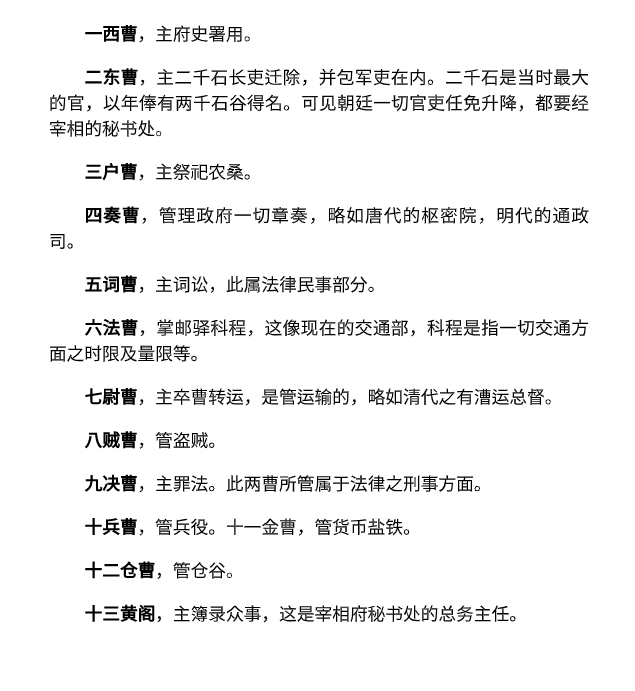 一西曹，主府史署用。
二东曹，主二千石长吏迁除，并包军吏在内。二千石是当时最大
的官，以年俸有两千石谷得名。可见朝廷一切官吏任免升降，都要经
宰相的秘书处。
三户曹，主祭祀农桑。
四奏曹，管理政府一切章奏，略如唐代的枢密院，明代的通政
司。
五词曹，主词讼，此属法律民事部分。
六法曹，掌邮驿科程，这像现在的交通部，科程是指一切交通方
面之时限及量限等。
七尉曹，主卒曹转运，是管运输的，略如清代之有漕运总督。
八贼曹，管盗贼。
九决曹，主罪法。此两曹所管属于法律之刑事方面。
十兵曹，管兵役。十一金曹，管货币盐铁。
十二仓曹，管仓谷。
十三黄阁，主簿录众事，这是宰相府秘书处的总务主任。